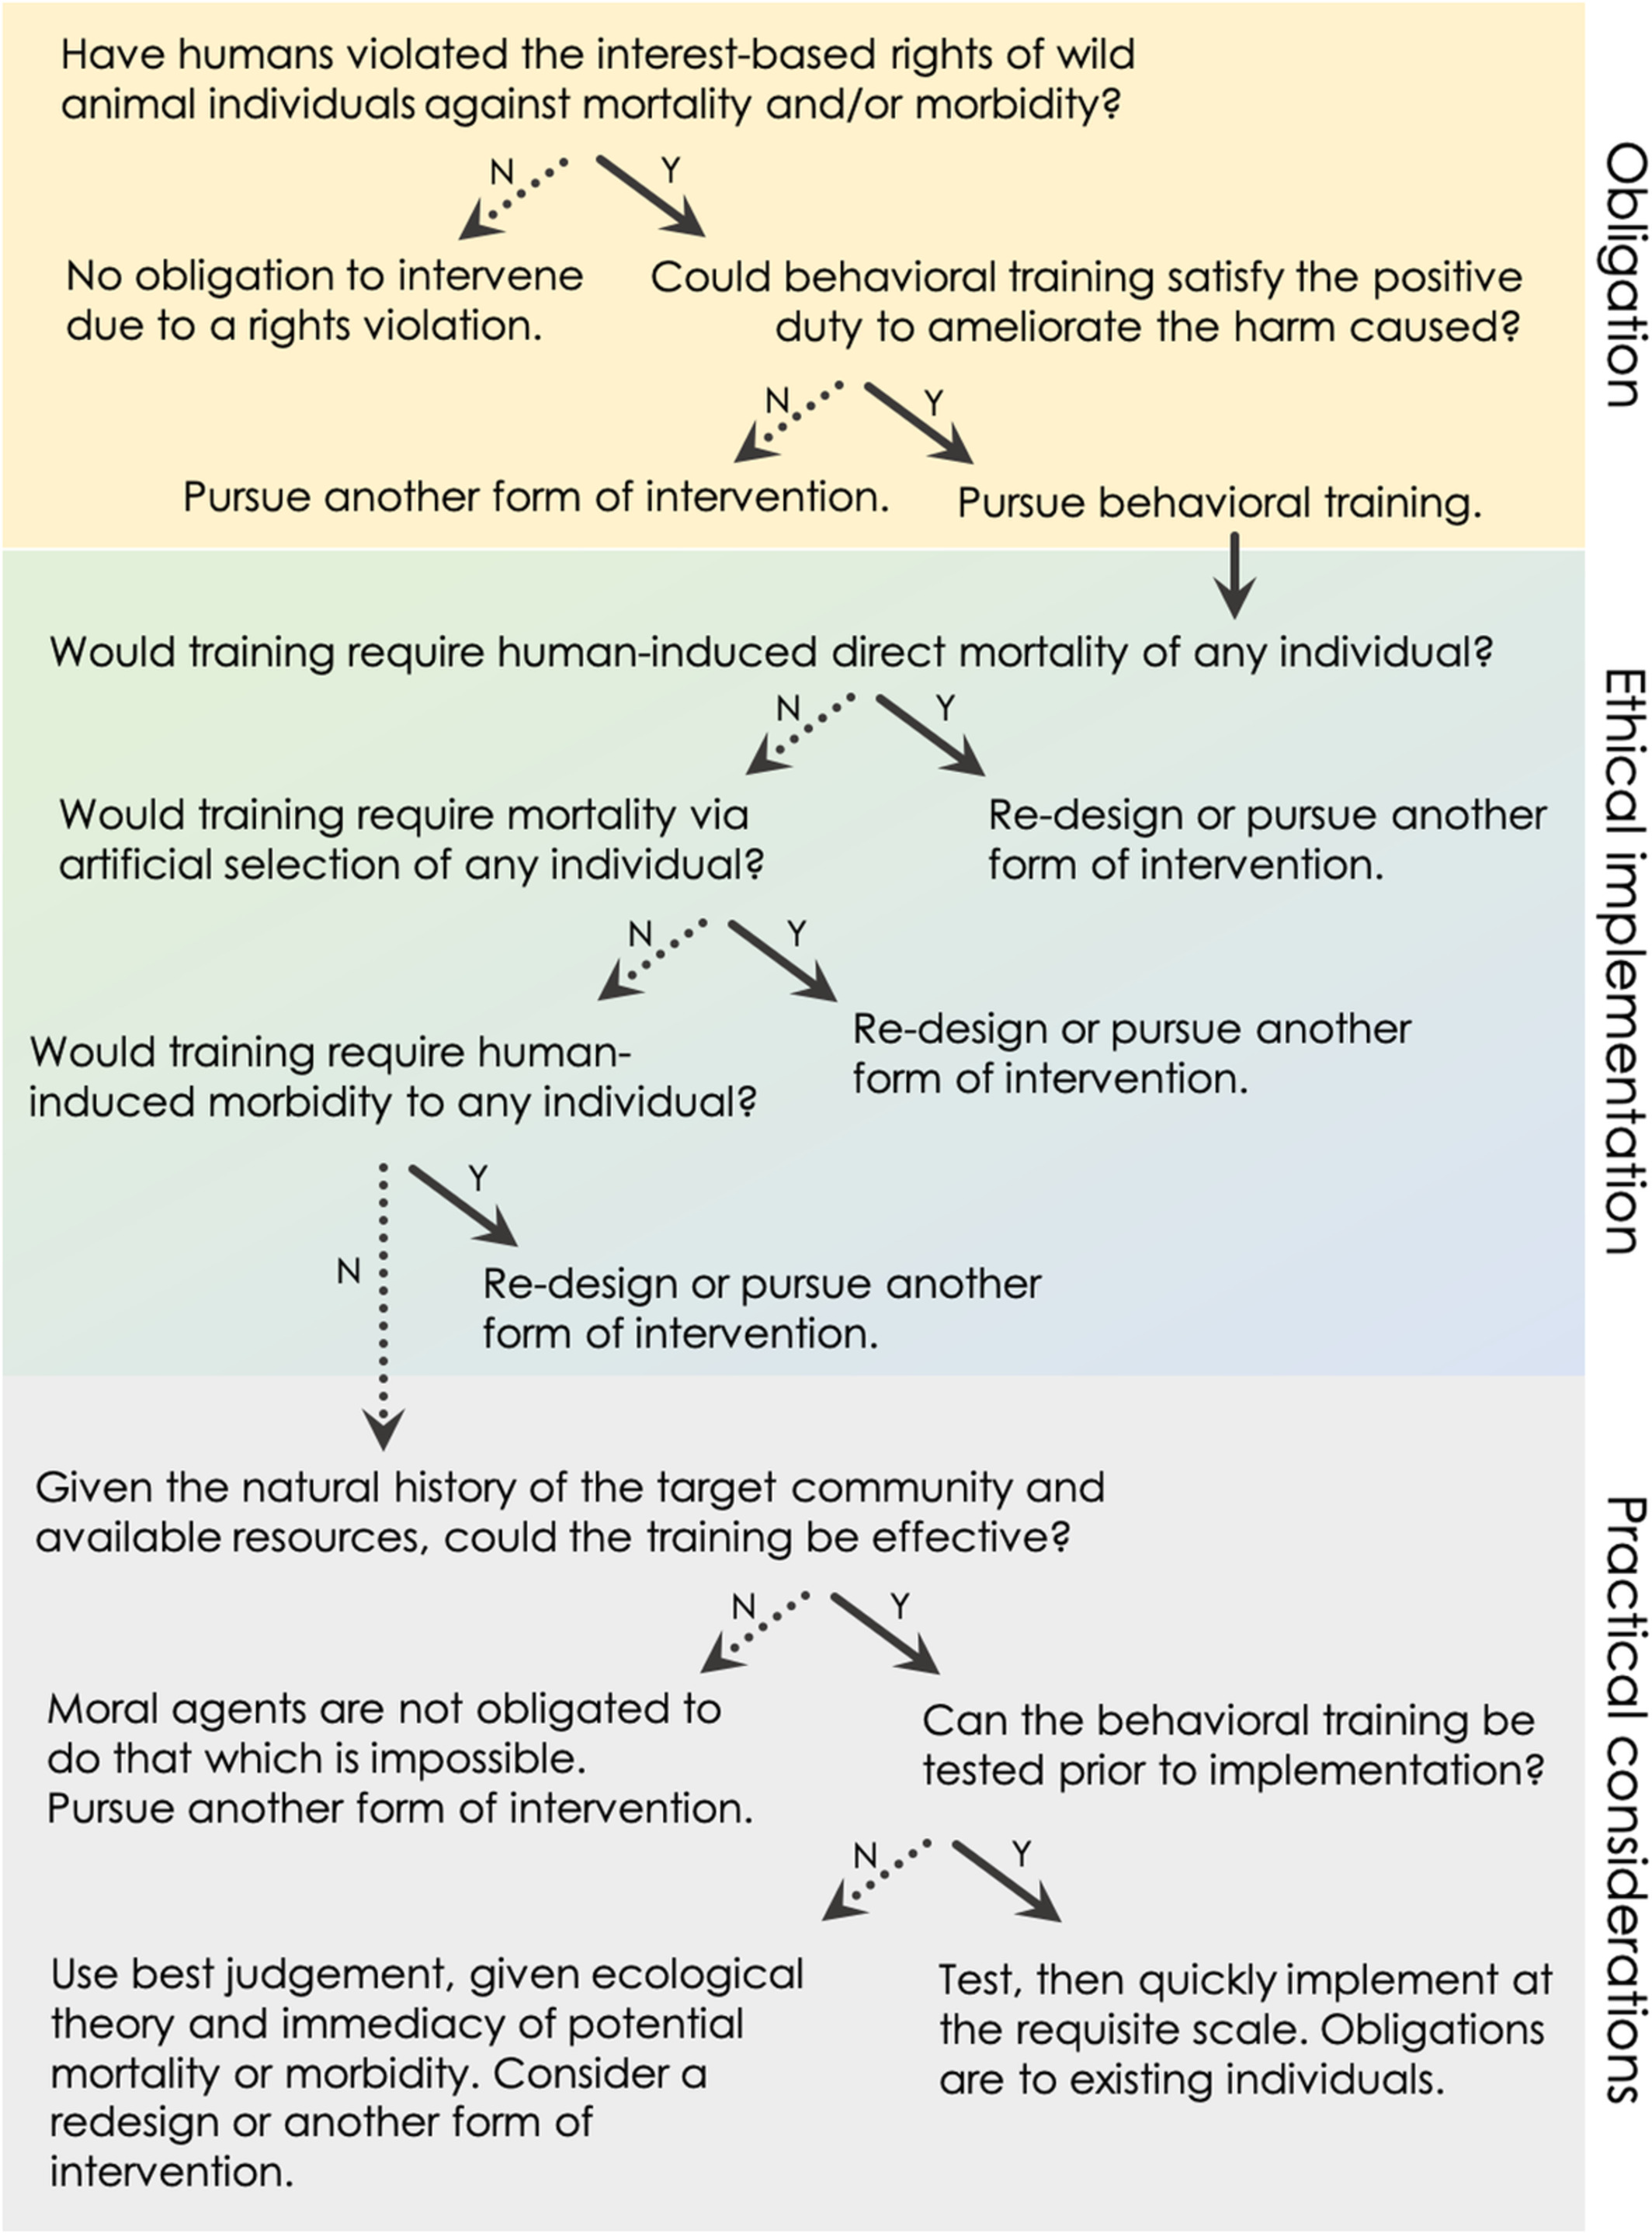 Have humans violated the interest-based rights of wild
animal individuals against mortality and/or morbidity?
N
Y
No obligation to intervene
due to a rights violation.
Could behavioral training satisfy the positive
duty to ameliorate the harm caused?
N
Y
Pursue another form of intervention.
Pursue behavioral training.
Obligation
Would training require human-induced direct mortality of any individual?
N
Y
Would training require mortality via
artificial selection of any individual?
Re-design or pursue another
form of intervention.
N
Y
Would training require human-
induced morbidity to any individual?
Re-design or pursue another
form of intervention.
Y
N
Re-design or pursue another
form of intervention.
Ethical implementation
Given the natural history of the target community and
available resources, could the training be effective?
N
Y
Moral agents are not obligated to
do that which is impossible.
Pursue another form of intervention.
Can the behavioral training be
tested prior to implementation?
N
Y
Use best judgement, given ecological
theory and immediacy of potential
mortality or morbidity. Consider a
redesign or another form of
intervention.
Test, then quickly implement at
the requisite scale. Obligations
are to existing individuals.
Practical considerations